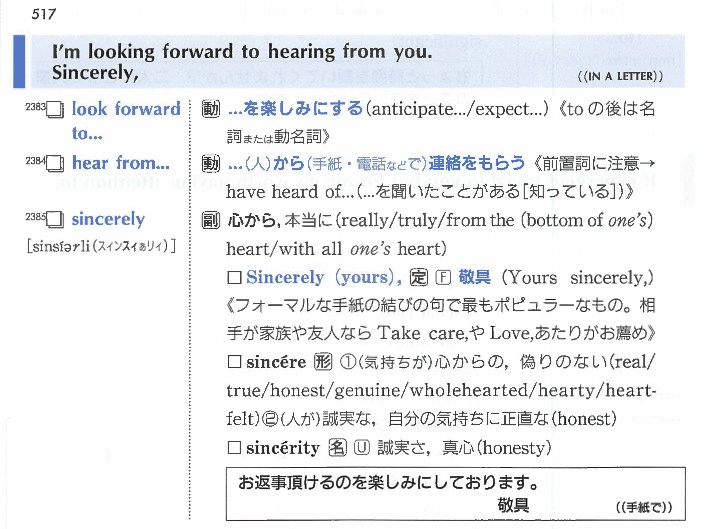 517
I'm looking forward to hearing from you.
Sincerely,
((IN A LETTER))
2383 look forward to...
動 ...を楽しみにする(anticipate.../expect...)《toの後は名
詞または動名詞》
2384 hear from...
動 ...(人)から(手紙・電話などで)連絡をもらう《前置詞に注意→
have heard of...(...を聞いたことがある[知っている])》
2385 sincerely
[sinsfərli(スィンスィぁリィ)]
副 心から, 本当に(really/truly/from the (bottom of one's)
heart/with all one's heart)
□ Sincerely (yours), 定 F 敬具 (Yours sincerely,)
《フォーマルな手紙の結びの句で最もポピュラーなもの。相
手が家族や友人なら Take care,や Love,あたりがお薦め》
□ sincére 形 ①(気持ちが)心からの, 偽りのない(real/
true/honest/genuine/wholehearted/hearty/heart-
felt)②(人が)誠実な, 自分の気持ちに正直な(honest)
□ sincérity 名 U 誠実さ, 真心(honesty)
お返事頂けるのを楽しみにしております。
敬具
((手紙で))